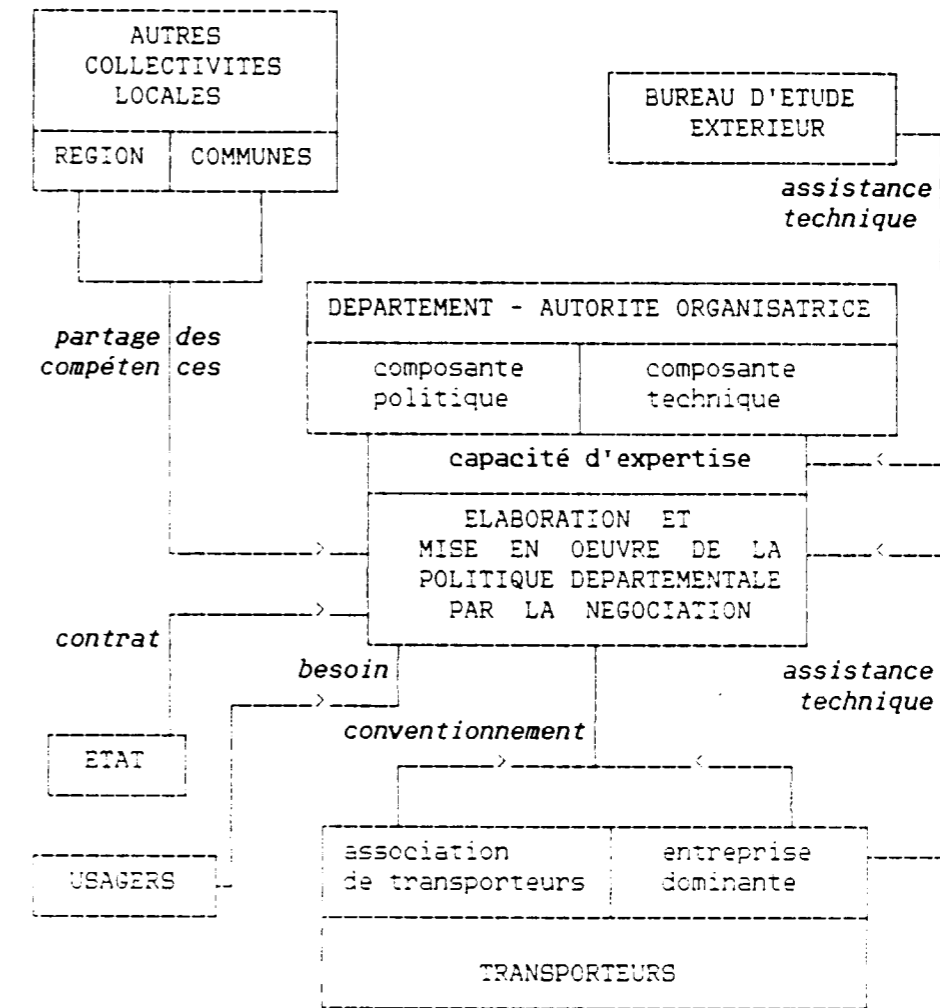 AUTRES
COLLECTIVITES
LOCALES
REGION
COMMUNES
BUREAU D'ETUDE
EXTERIEUR
assistance
technique
DEPARTEMENT - AUTORITE ORGANISATRICE
composante
politique
composante
technique
partage des
compéten ces
capacité d'expertise
ELABORATION ET
MISE EN OEUVRE DE LA
POLITIQUE DEPARTEMENTALE
PAR LA NEGOCIATION
contrat
besoin
assistance
technique
conventionnement
ETAT
association
de transporteurs
entreprise
dominante
USAGERS
TRANSPORTEURS